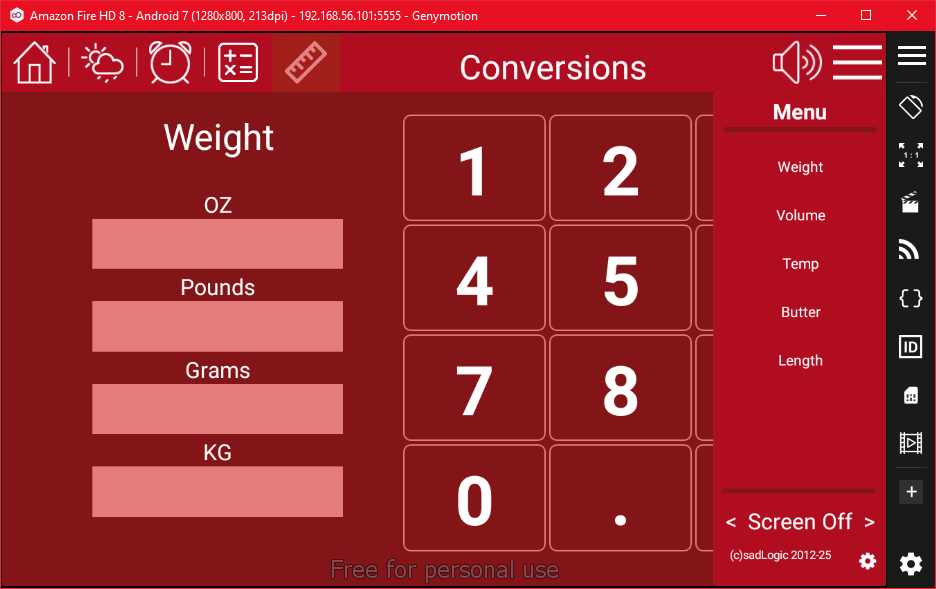 Amazon Fire HD 8 - Android 7 (1280x800, 213dpi) - 192.168.56.101:5555 - Genymotion
Conversions
Weight
OZ
Pounds
Grams
KG
1 2
4 5
7 8
0 .
Menu
Weight
Volume
Temp
Butter
Length
< Screen Off >
(c)sadLogic 2012-25
Free for personal use
1:1
ID